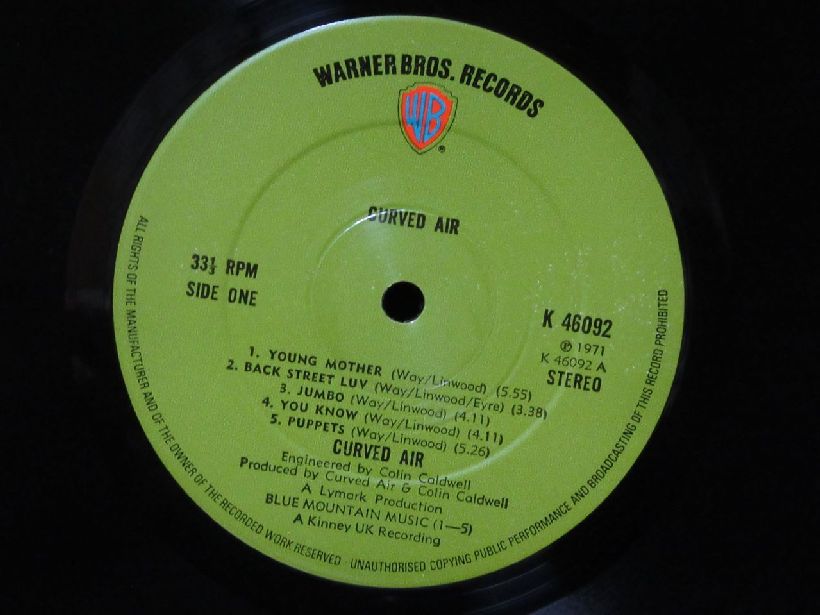 WARNER BROS. RECORDS
WB
®
CURVED AIR
33⅓ RPM
SIDE ONE
K 46092
℗ 1971
K 46092 A
STEREO
1. YOUNG MOTHER (Way/Linwood) (5.55)
2. BACK STREET LUV (Way/Linwood/Eyre) (3.38)
3. JUMBO (Way/Linwood) (4.11)
4. YOU KNOW (Way/Linwood) (4.11)
5. PUPPETS (Way/Linwood) (5.26)
CURVED AIR
Engineered by Colin Caldwell
Produced by Curved Air & Colin Caldwell
A Lymark Production
BLUE MOUNTAIN MUSIC (1—5)
A Kinney UK Recording
ALL RIGHTS OF THE MANUFACTURER AND OF THE OWNER OF THE RECORDED WORK RESERVED · UNAUTHORISED COPYING PUBLIC PERFORMANCE AND BROADCASTING OF THIS RECORD PROHIBITED